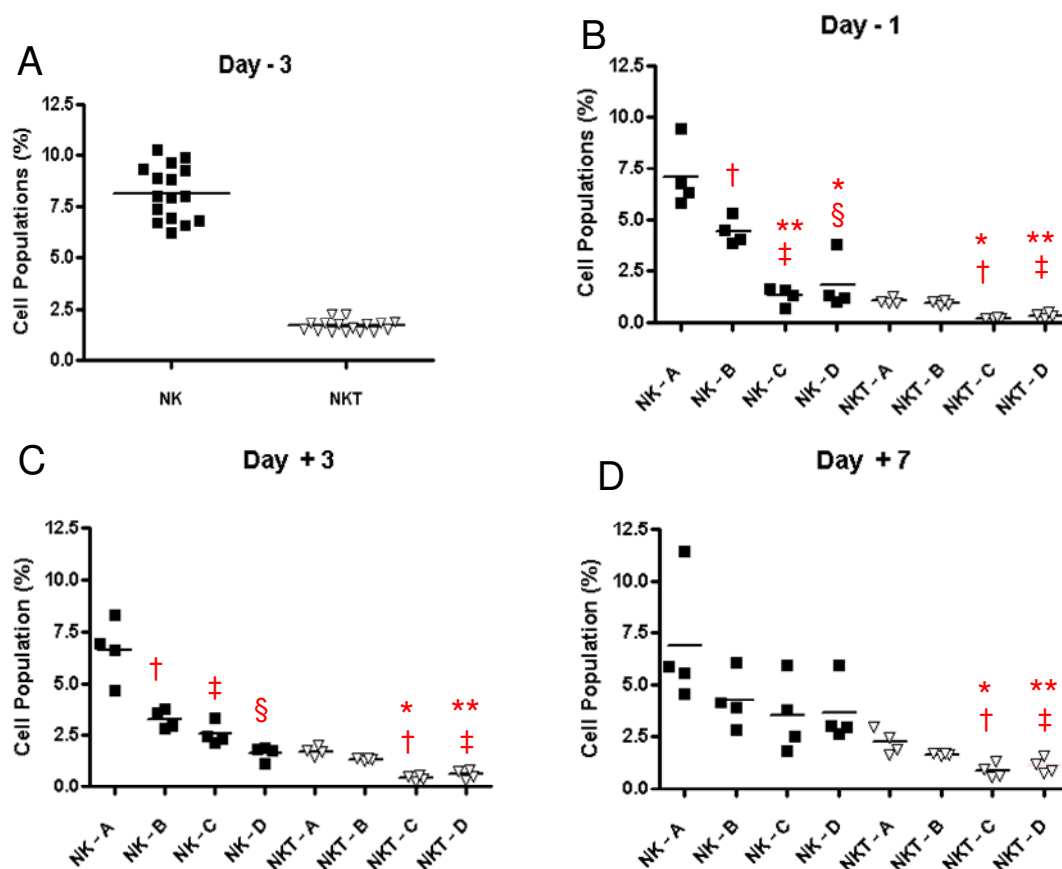 A
Day - 3
Cell Populations (%)
12.5
10.0
7.5
5.0
2.5
0.0
NK
NKT
B
Day - 1
Cell Populations (%)
12.5
10.0
7.5
5.0
2.5
0.0
†
**
‡
*
§
*
†
**
‡
NK - A
NK - B
NK - C
NK - D
NKT - A
NKT - B
NKT - C
NKT - D
C
Day + 3
Cell Population (%)
12.5
10.0
7.5
5.0
2.5
0.0
†
‡
§
*
†
**
‡
NK - A
NK - B
NK - C
NK - D
NKT - A
NKT - B
NKT - C
NKT - D
D
Day + 7
Cell Population (%)
12.5
10.0
7.5
5.0
2.5
0.0
*
†
**
‡
NK - A
NK - B
NK - C
NK - D
NKT - A
NKT - B
NKT - C
NKT - D